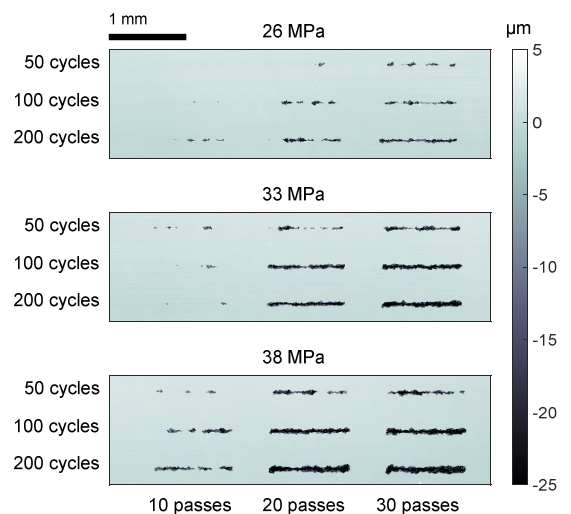 1 mm
26 MPa
µm
50 cycles
100 cycles
200 cycles
33 MPa
50 cycles
100 cycles
200 cycles
38 MPa
50 cycles
100 cycles
200 cycles
10 passes 20 passes 30 passes
5
0
-5
-10
-15
-20
-25